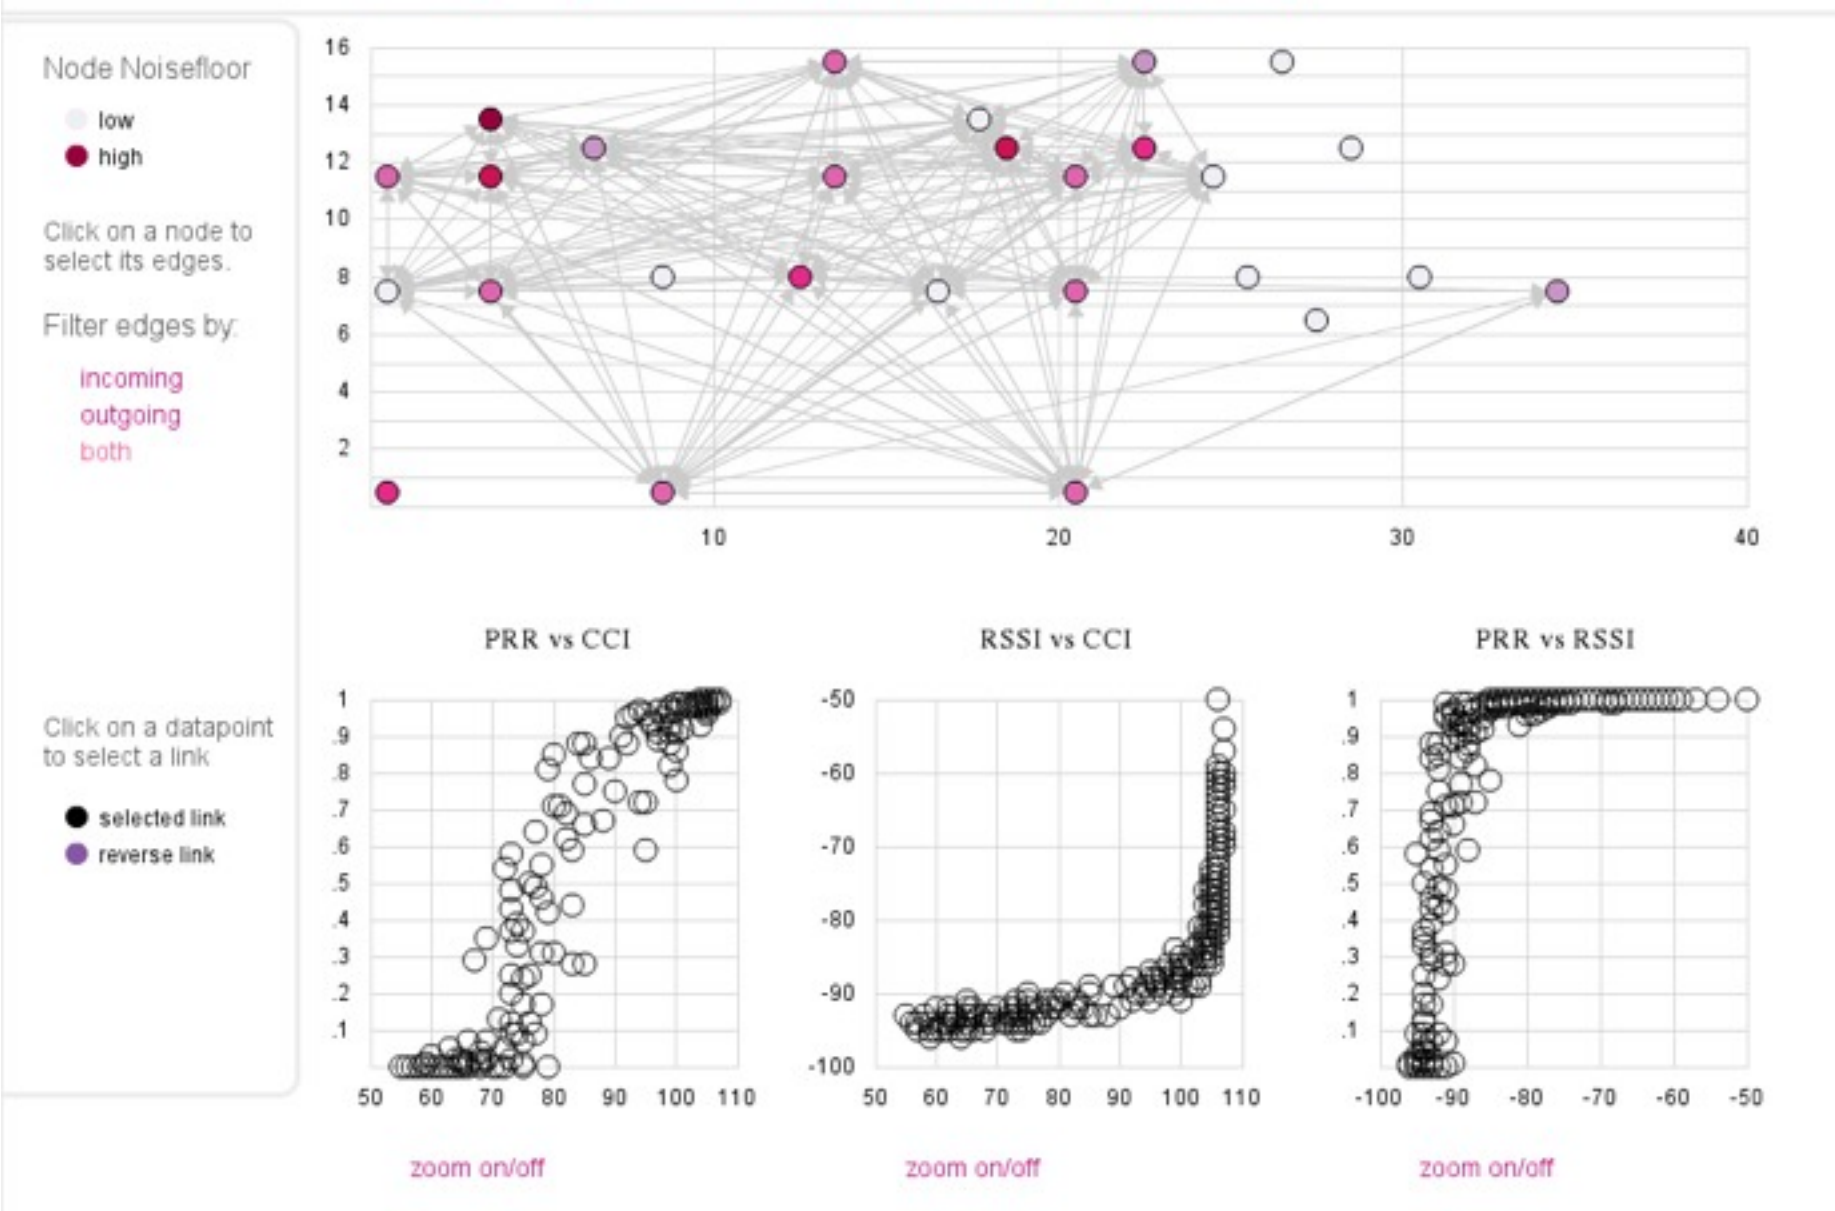 Node Noisefloor
low
high
Click on a node to
select its edges.
Filter edges by:
incoming
outgoing
both
16
14
12
10
8
6
4
2
10 20 30 40
Click on a datapoint
to select a link
selected link
reverse link
PRR vs CCI
1
.9
.8
.7
.6
.5
.4
.3
.2
.1
50 60 70 80 90 100 110
zoom on/off
RSSI vs CCI
-50
-60
-70
-80
-90
-100
50 60 70 80 90 100 110
zoom on/off
PRR vs RSSI
1
.9
.8
.7
.6
.5
.4
.3
.2
.1
-100 -90 -80 -70 -60 -50
zoom on/off